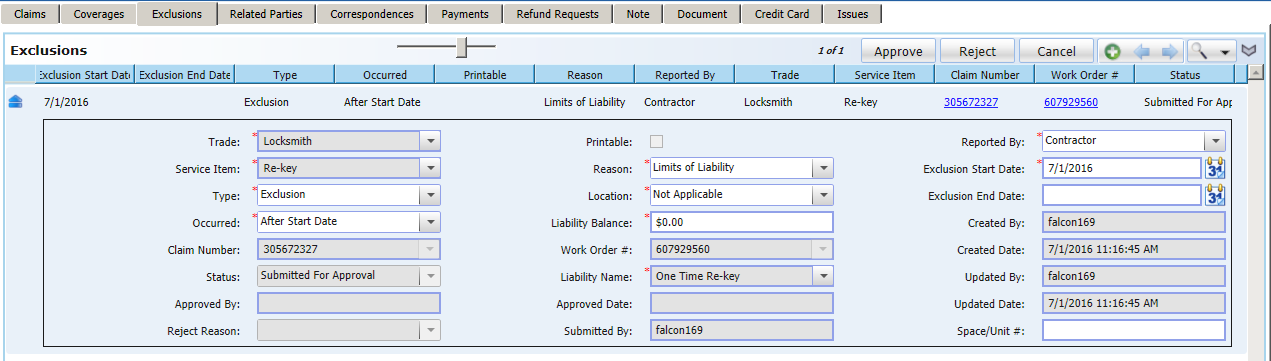 Claims Coverages Exclusions Related Parties Correspondences Payments Refund Requests Note Document Credit Card Issues
Exclusions 1 of 1 Approve Reject Cancel
Exclusion Start Date Exclusion End Date Type Occurred Printable Reason Reported By Trade Service Item Claim Number Work Order # Status
7/1/2016 Exclusion After Start Date Limits of Liability Contractor Locksmith Re-key 305672327 607929560 Submitted For App
Trade: * Locksmith Printable: Reported By: * Contractor
Service Item: * Re-key Reason: * Limits of Liability Exclusion Start Date: * 7/1/2016 31
Type: * Exclusion Location: * Not Applicable Exclusion End Date: 31
Occurred: * After Start Date Liability Balance: * $0.00 Created By: falcon169
Claim Number: 305672327 Work Order #: 607929560 Created Date: 7/1/2016 11:16:45 AM
Status: Submitted For Approval Liability Name: * One Time Re-key Updated By: falcon169
Approved By: Approved Date: Updated Date: 7/1/2016 11:16:45 AM
Reject Reason: Submitted By: falcon169 Space/Unit #: